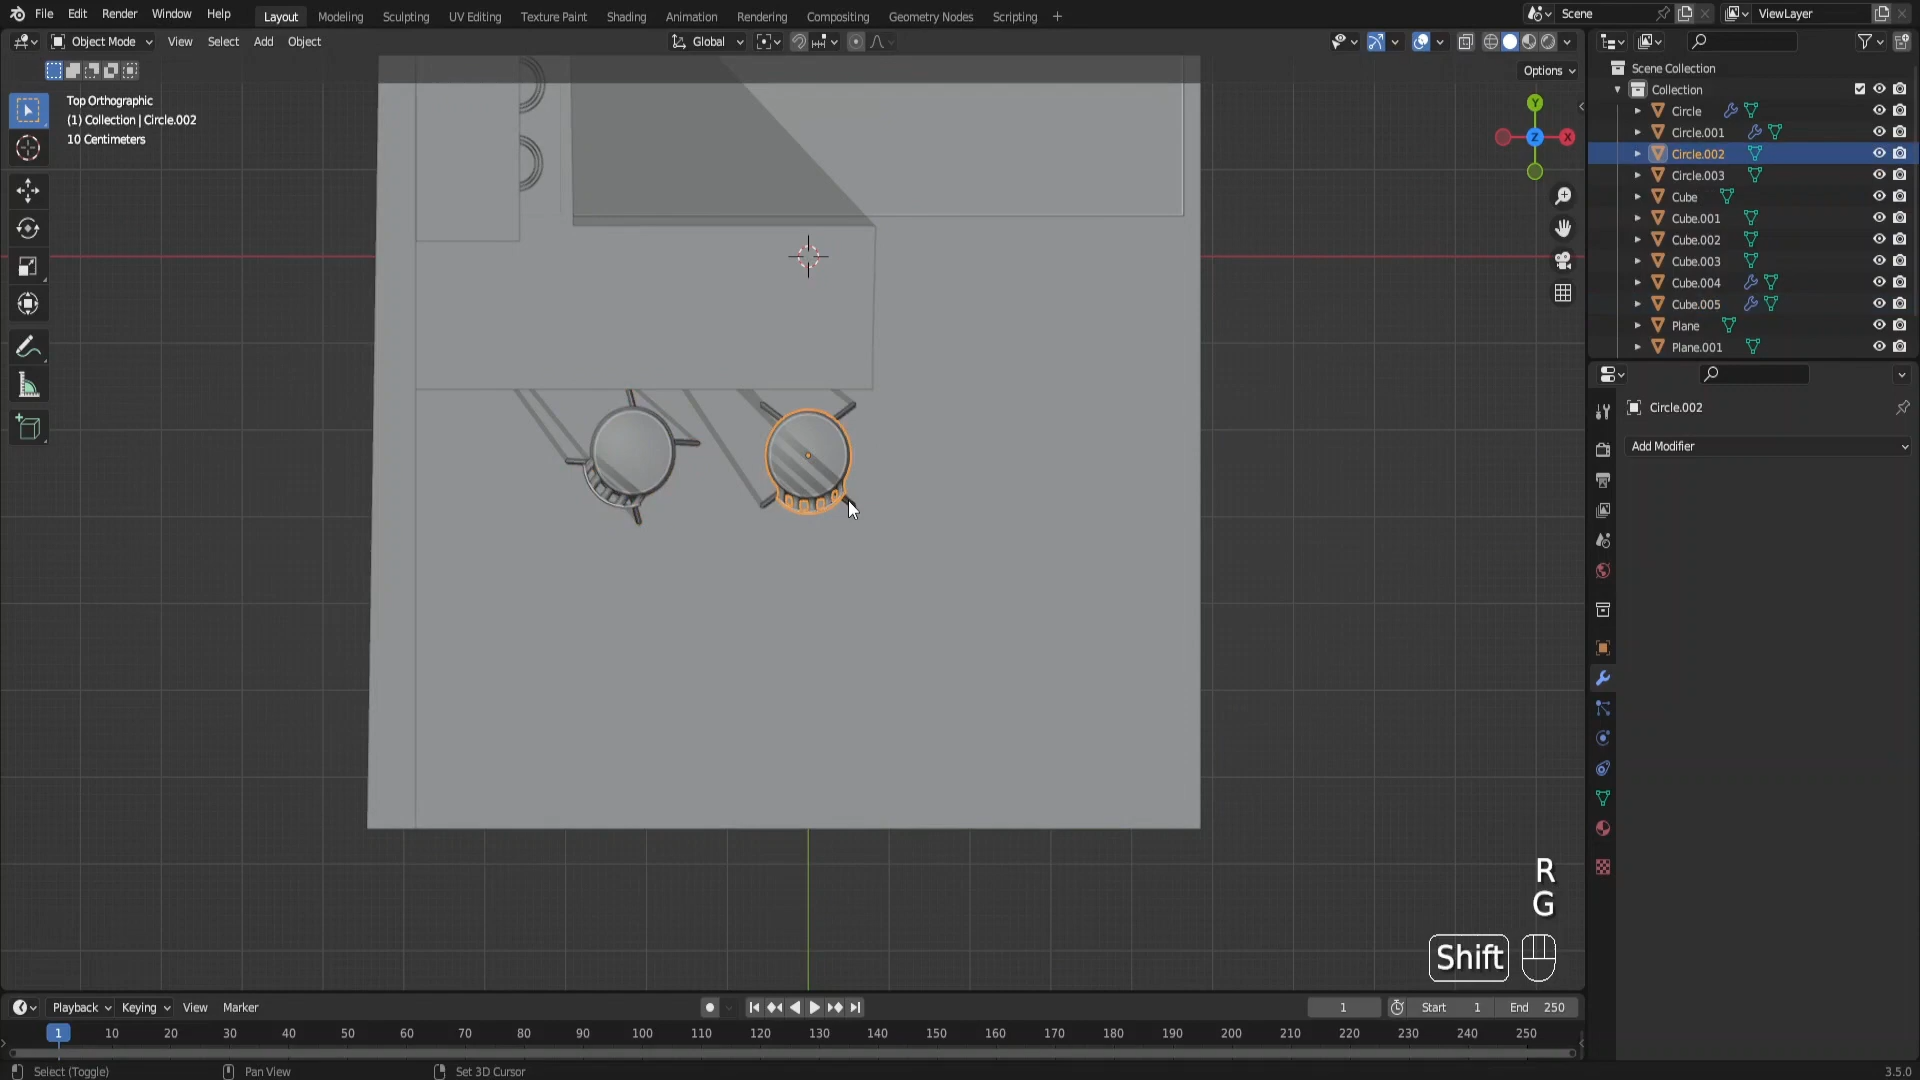 File Edit Render Window Help Layout Modeling Sculpting UV Editing Texture Paint Shading Animation Rendering Compositing Geometry Nodes Scripting + Scene ViewLayer
Object Mode View Select Add Object Global
Options
Top Orthographic
(1) Collection | Circle.002
10 Centimeters
Y
Z
X
Scene Collection
Collection
Circle
Circle.001
Circle.002
Circle.003
Cube
Cube.001
Cube.002
Cube.003
Cube.004
Cube.005
Plane
Plane.001
Circle.002
Add Modifier
R
G
Shift
Playback Keying View Marker 1 Start 1 End 250
1 10 20 30 40 50 60 70 80 90 100 110 120 130 140 150 160 170 180 190 200 210 220 230 240 250
Select (Toggle) Pan View Set 3D Cursor 3.5.0